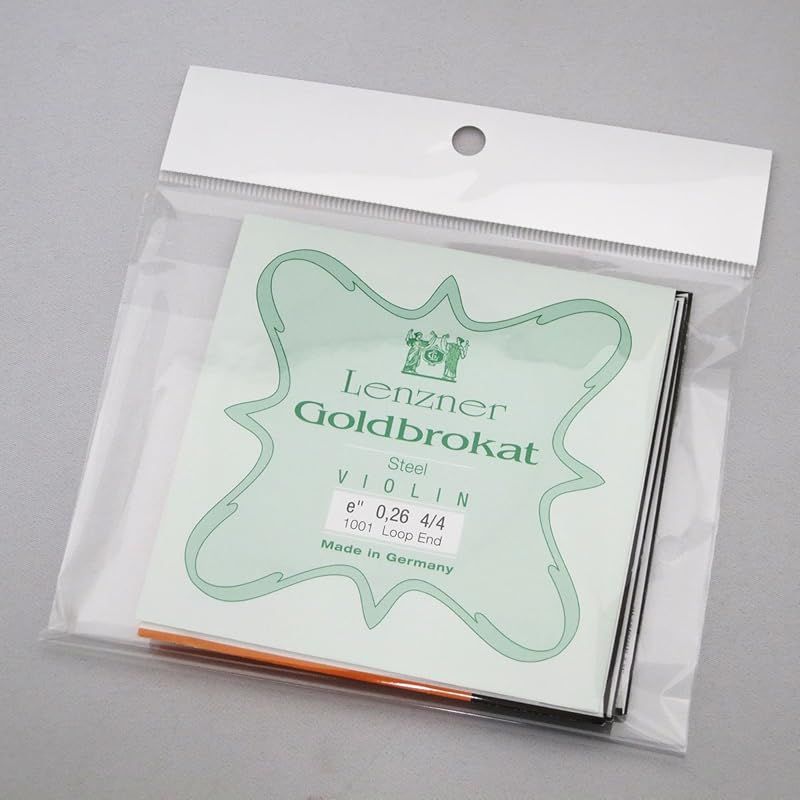 Lenzner
Goldbrokat
Steel
VIOLIN
e" 0,26 4/4
1001 Loop End
Made in Germany